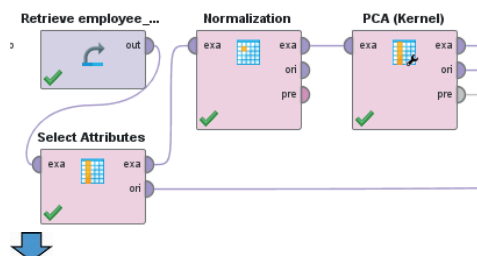 Retrieve employee_...
out
Normalization
exa
exa
ori
pre
PCA (Kernel)
exa
exa
ori
pre
Select Attributes
exa
exa
ori